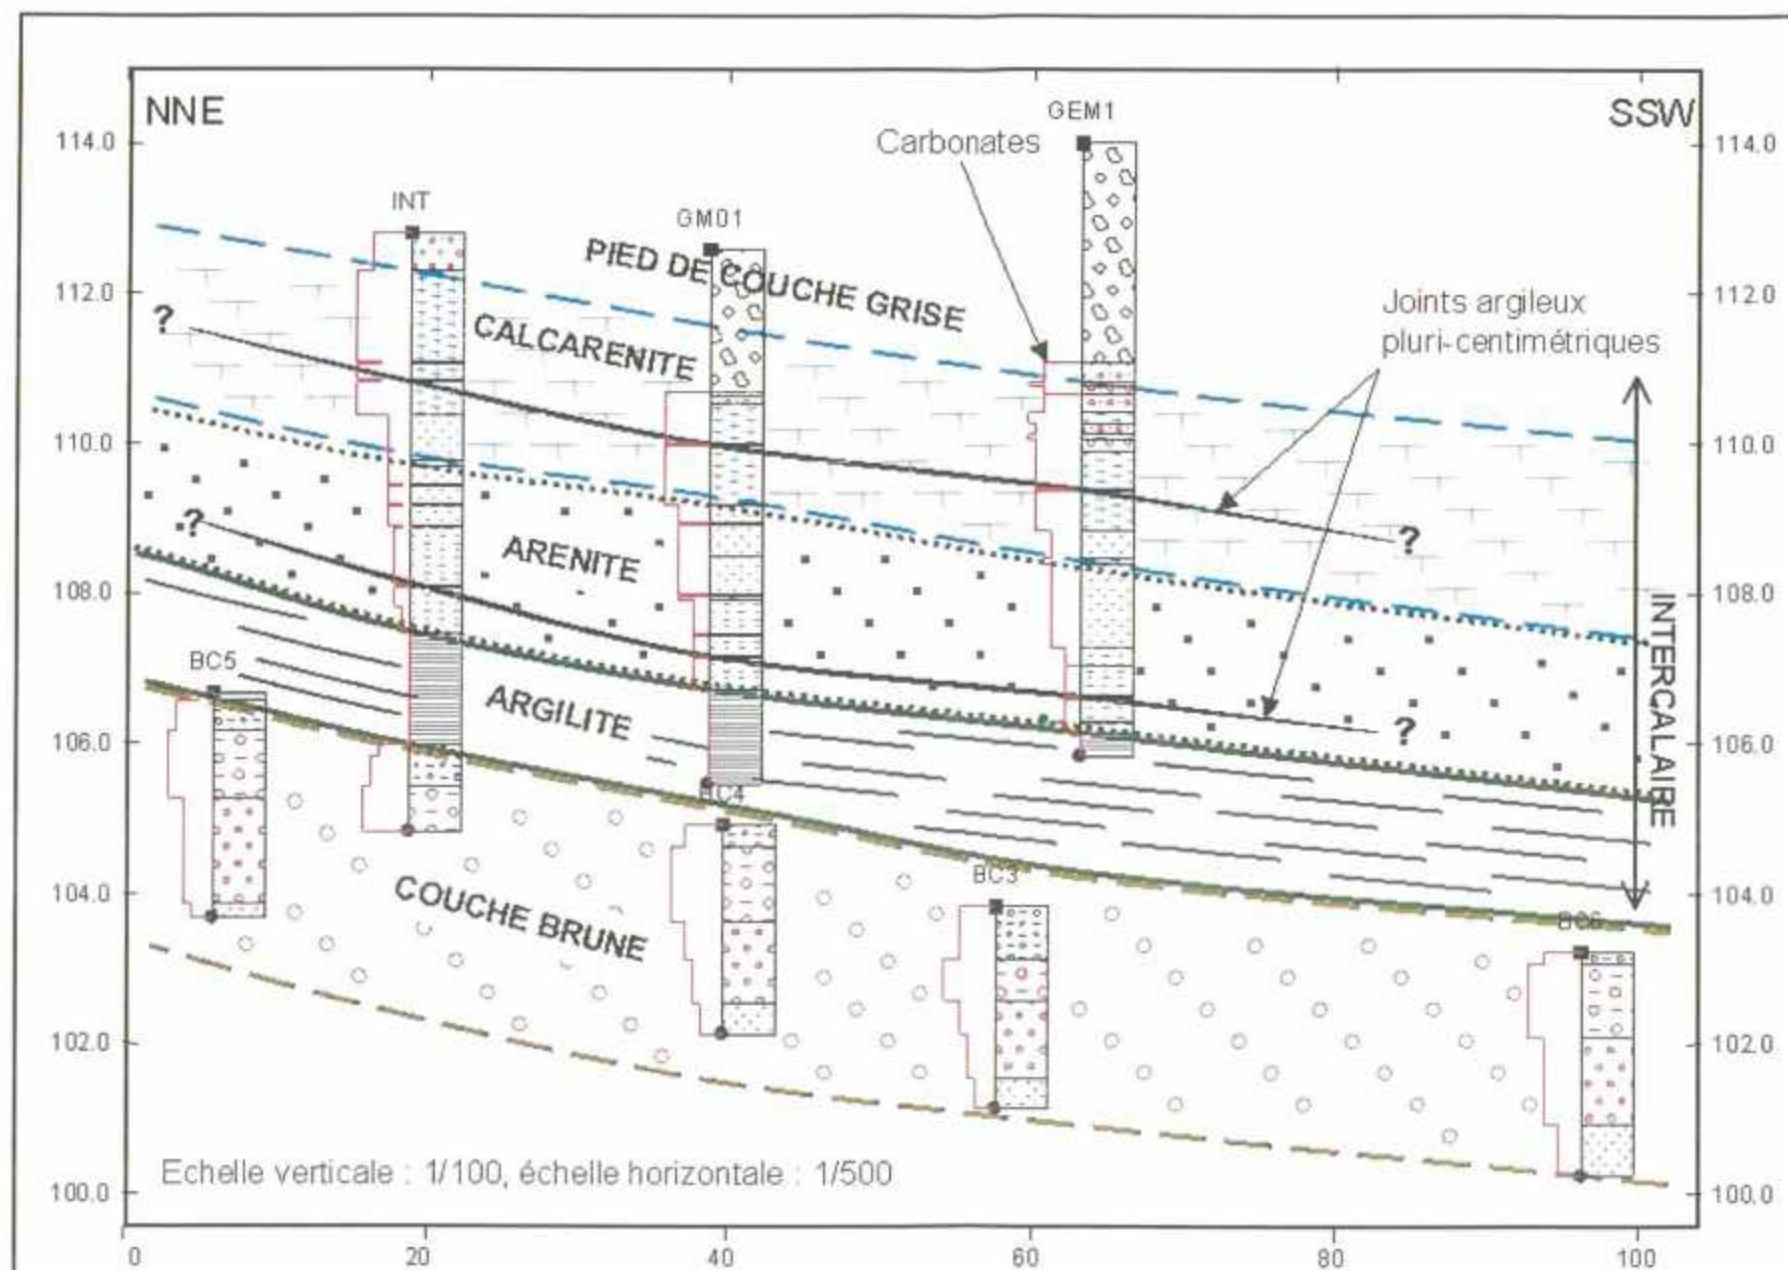 NNE
SSW
GEM1
114.0
Carbonates
114.0
INT
GM01
PIED DE COUCHE GRISE
112.0
Joints argileux
pluri-centimétriques
112.0
?
CALCARENITE
110.0
110.0
?
?
ARENITE
108.0
108.0
INTERCALAIRE
BC5
ARGILITE
?
106.0
106.0
BC4
104.0
BC3
104.0
COUCHE BRUNE
BC6
102.0
102.0
Echelle verticale : 1/100, échelle horizontale : 1/500
100.0
100.0
0
20
40
60
80
100